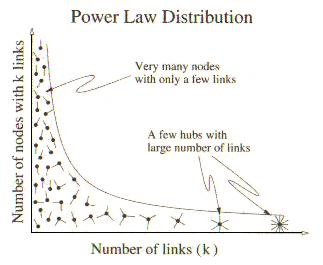 Power Law Distribution
Number of nodes with k links
Very many nodes
with only a few links
A few hubs with
large number of links
Number of links (k)